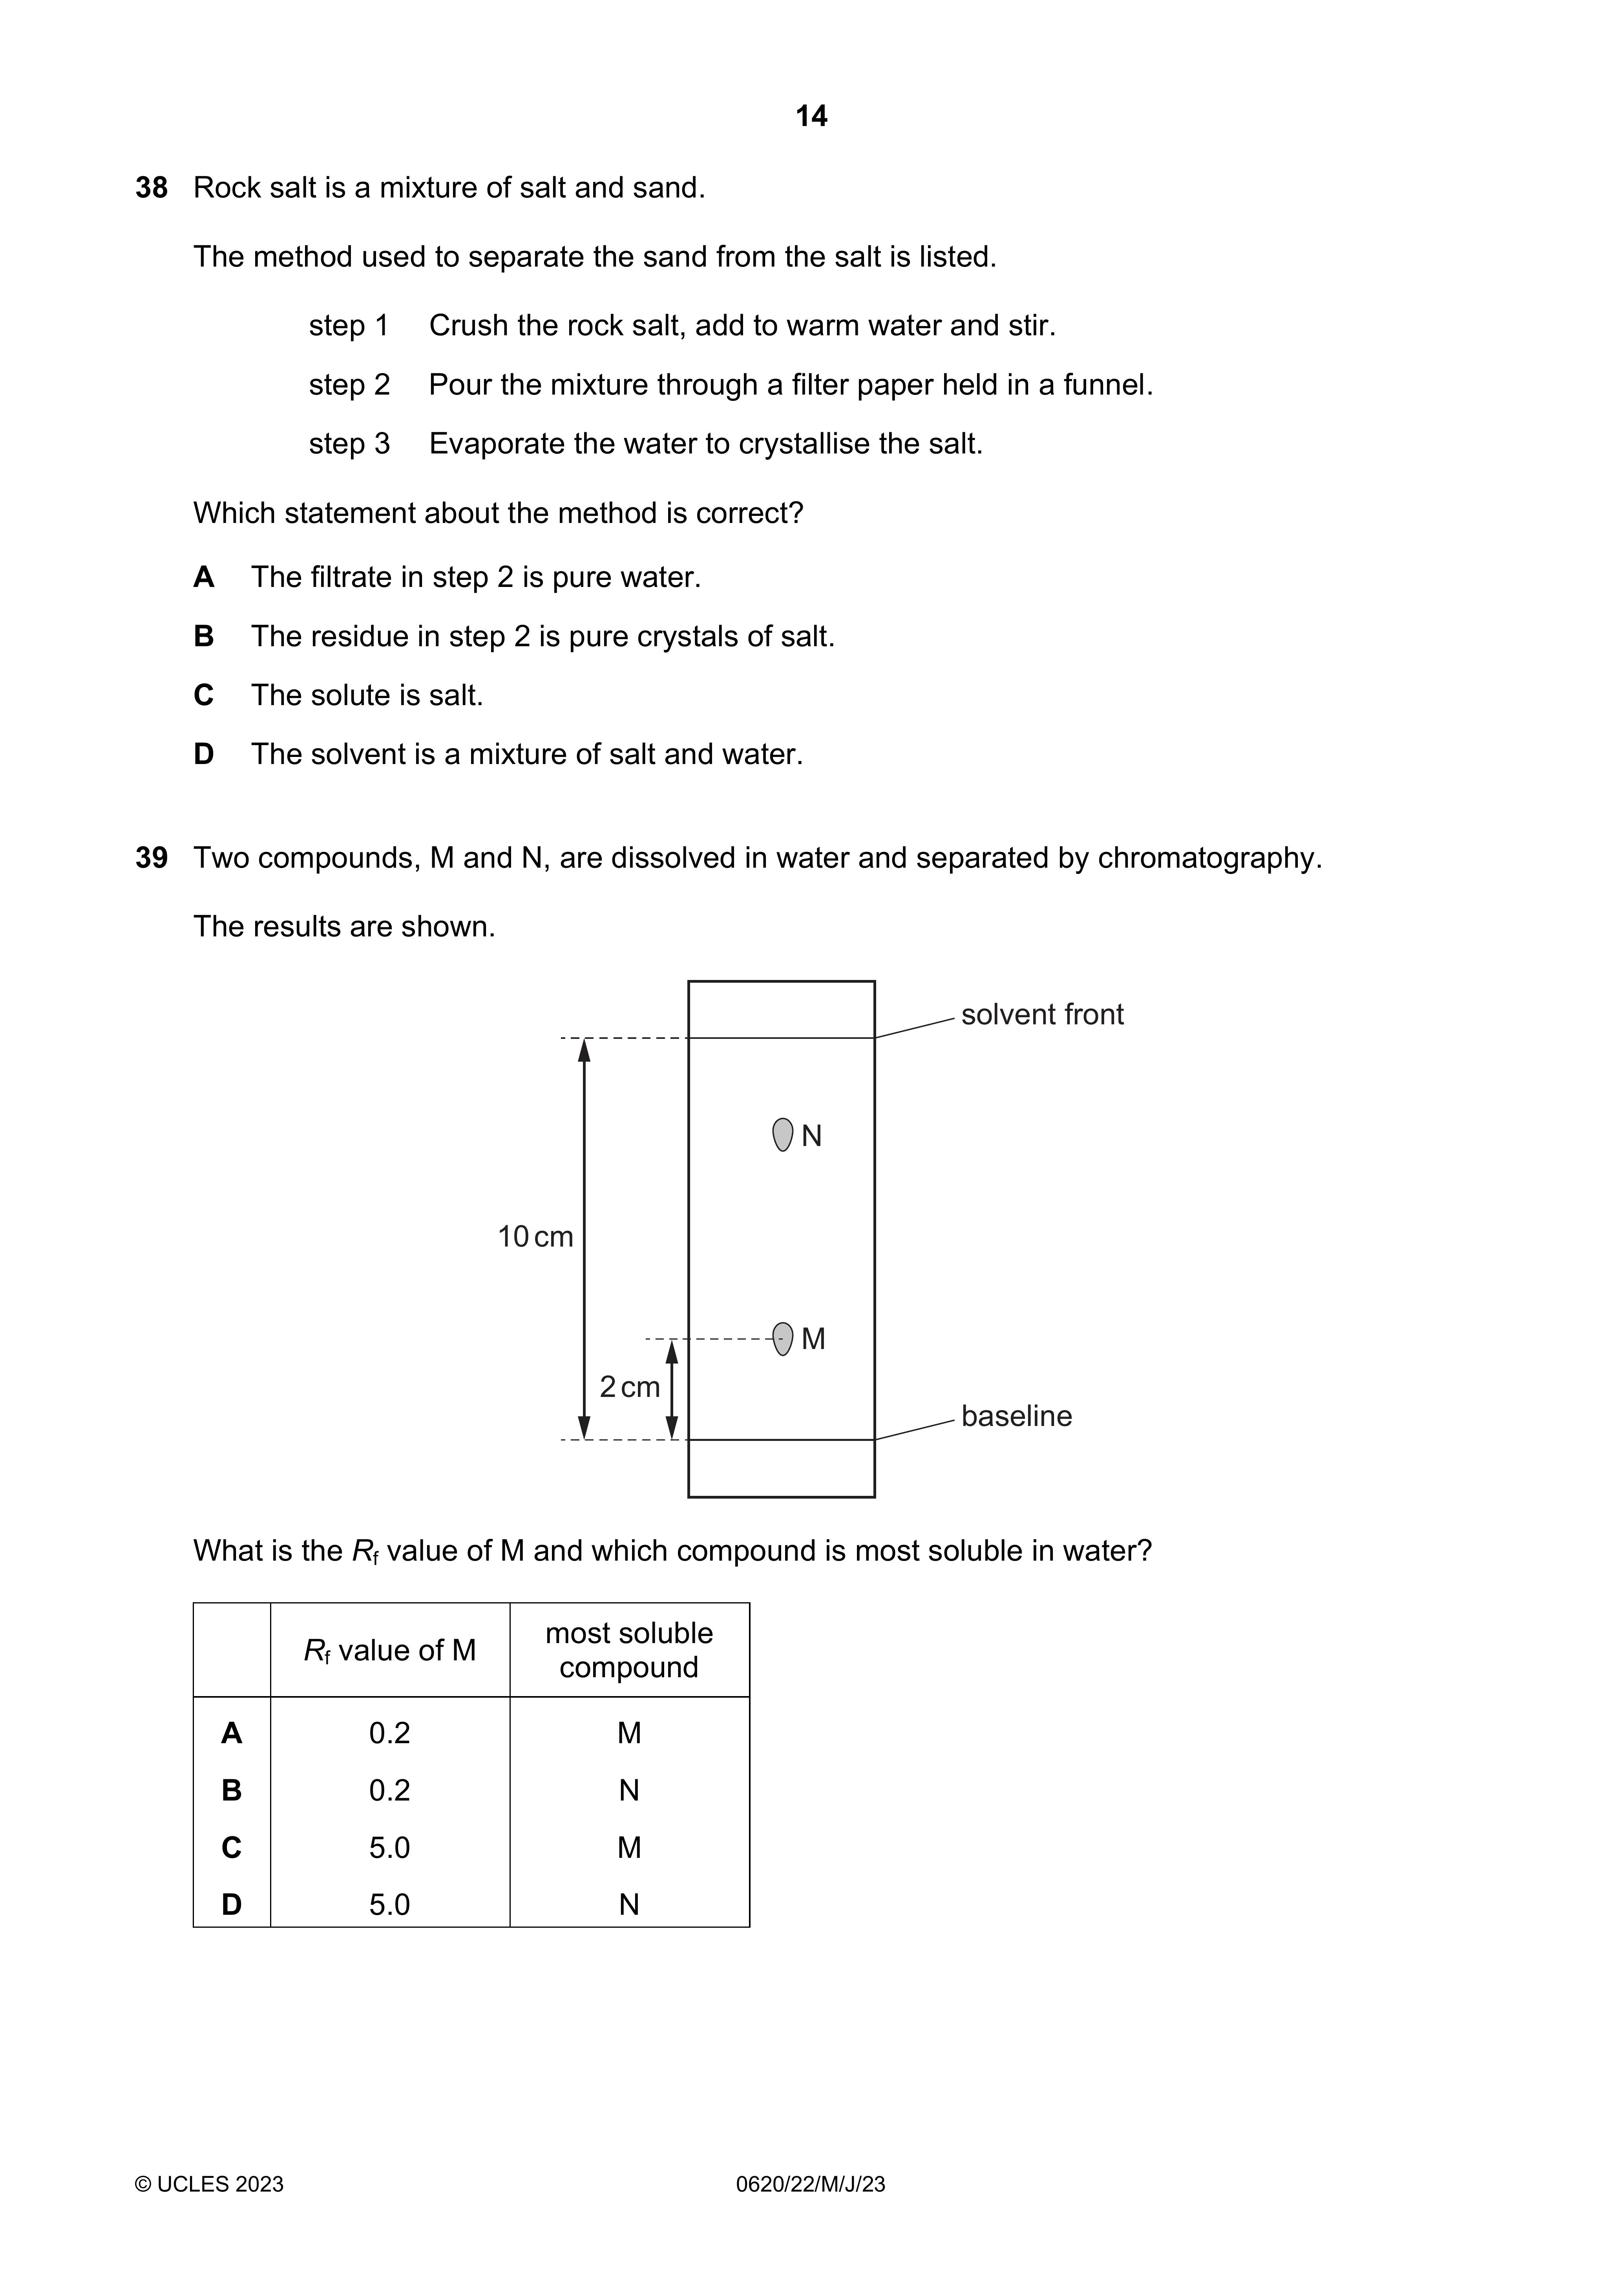 14
38 Rock salt is a mixture of salt and sand.
The method used to separate the sand from the salt is listed.
step 1 Crush the rock salt, add to warm water and stir.
step 2 Pour the mixture through a filter paper held in a funnel.
step 3 Evaporate the water to crystallise the salt.
Which statement about the method is correct?
A The filtrate in step 2 is pure water.
B The residue in step 2 is pure crystals of salt.
C The solute is salt.
D The solvent is a mixture of salt and water.
39 Two compounds, M and N, are dissolved in water and separated by chromatography.
The results are shown.
solvent front
N
10 cm
M
2 cm
baseline
What is the Rf value of M and which compound is most soluble in water?
Rf value of M
most soluble
compound
A 0.2 M
B 0.2 N
C 5.0 M
D 5.0 N
© UCLES 2023
0620/22/M/J/23